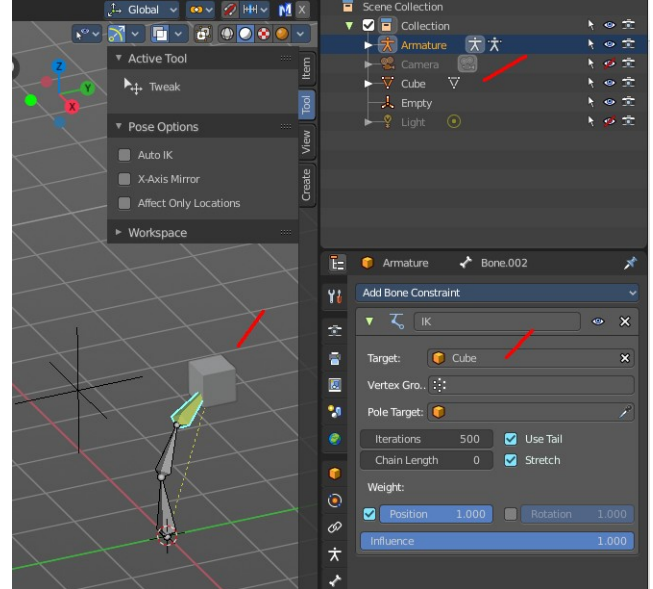 Global
X
Scene Collection
Collection
Armature
Camera
Cube
Empty
Light
Active Tool
Tweak
Pose Options
Auto IK
X-Axis Mirror
Affect Only Locations
Workspace
Item
Tool
View
Create
Z
Y
X
Armature
Bone.002
Add Bone Constraint
IK
Target: Cube
Vertex Gro..
Pole Target:
Iterations 500 Use Tail
Chain Length 0 Stretch
Weight:
Position 1.000 Rotation 1.000
Influence 1.000